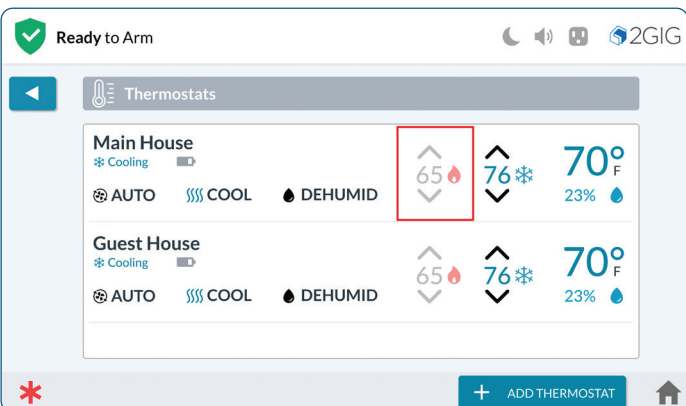 Ready to Arm
2GIG
Thermostats
Main House
Cooling
65 76 70°F
AUTO COOL DEHUMID 23%
Guest House
Cooling
65 76 70°F
AUTO COOL DEHUMID 23%
+ ADD THERMOSTAT